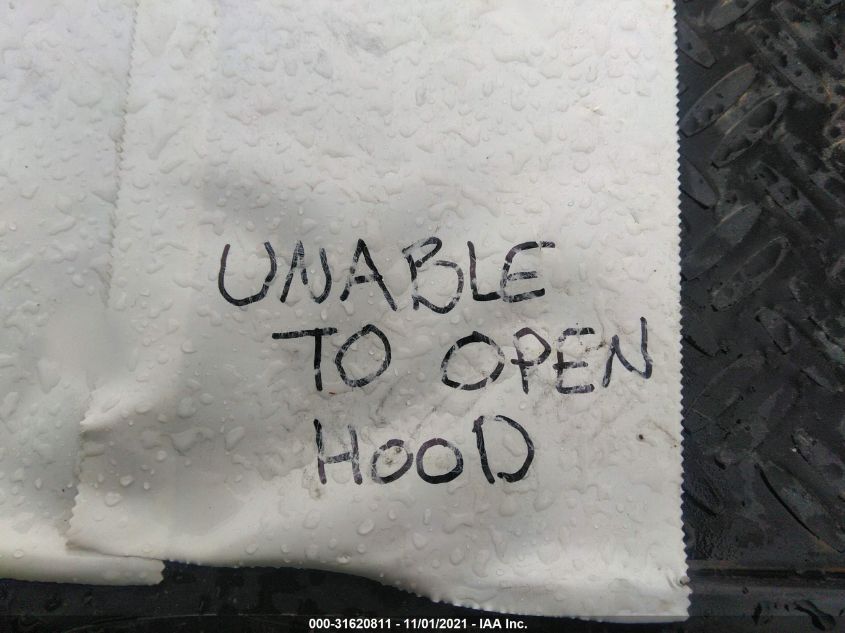 UNABLE
TO OPEN
HOOD
000-31620811 - 11/01/2021 - IAA Inc.